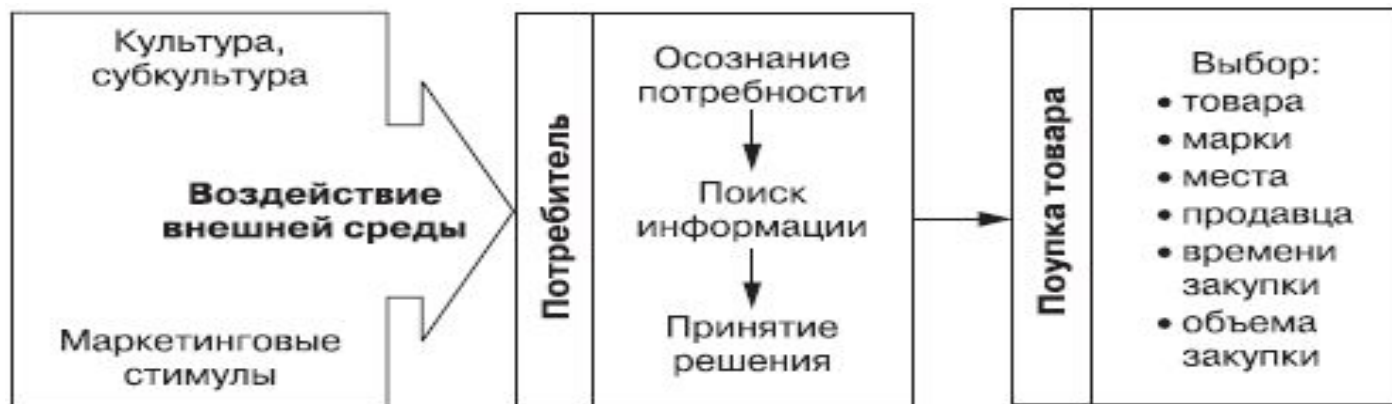 Культура,
субкультура
Воздействие
внешней среды
Маркетинговые
стимулы
Потребитель
Осознание
потребности
Поиск
информации
Принятие
решения
Поупка товара
Выбор:
• товара
• марки
• места
• продавца
• времени
закупки
• объема
закупки